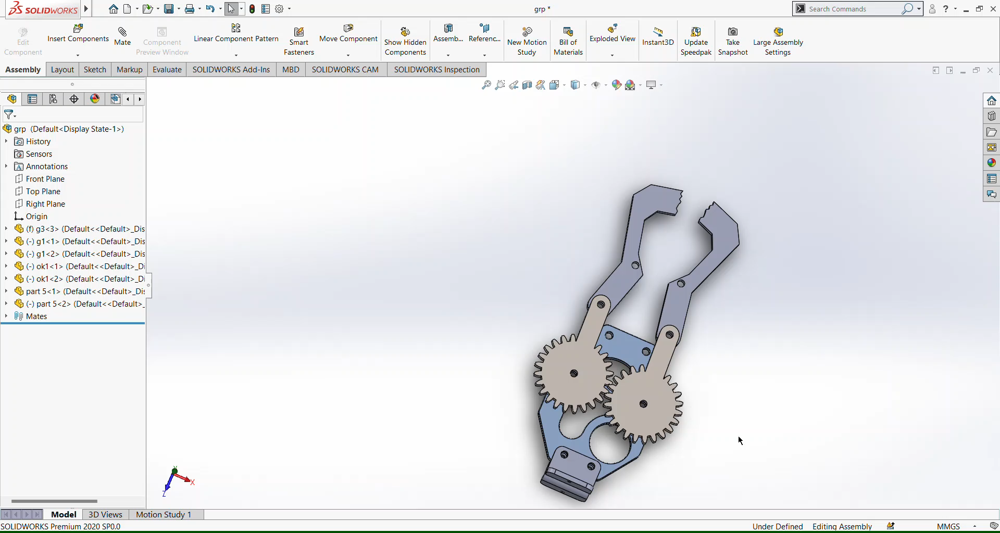 SOLIDWORKS
grp *
Search Commands
?
Edit Component
Insert Components
Mate
Component Preview Window
Linear Component Pattern
Smart Fasteners
Move Component
Show Hidden Components
Assemb...
Referenc...
New Motion Study
Bill of Materials
Exploded View
Instant3D
Update Speedpak
Take Snapshot
Large Assembly Settings
Assembly
Layout
Sketch
Markup
Evaluate
SOLIDWORKS Add-Ins
MBD
SOLIDWORKS CAM
SOLIDWORKS Inspection
grp (Default<Display State-1>)
History
Sensors
Annotations
Front Plane
Top Plane
Right Plane
Origin
(f) g3<3> (Default<<Default>_Dis
(-) g1<1> (Default<<Default>_Dis
(-) g1<2> (Default<<Default>_Dis
(-) ok1<1> (Default<<Default>_Di
(-) ok1<2> (Default<<Default>_Di
part 5<1> (Default<<Default>_Dis
(-) part 5<2> (Default<<Default>_
Mates
Y
X
Z
Model
3D Views
Motion Study 1
SOLIDWORKS Premium 2020 SP0.0
Under Defined
Editing Assembly
MMGS